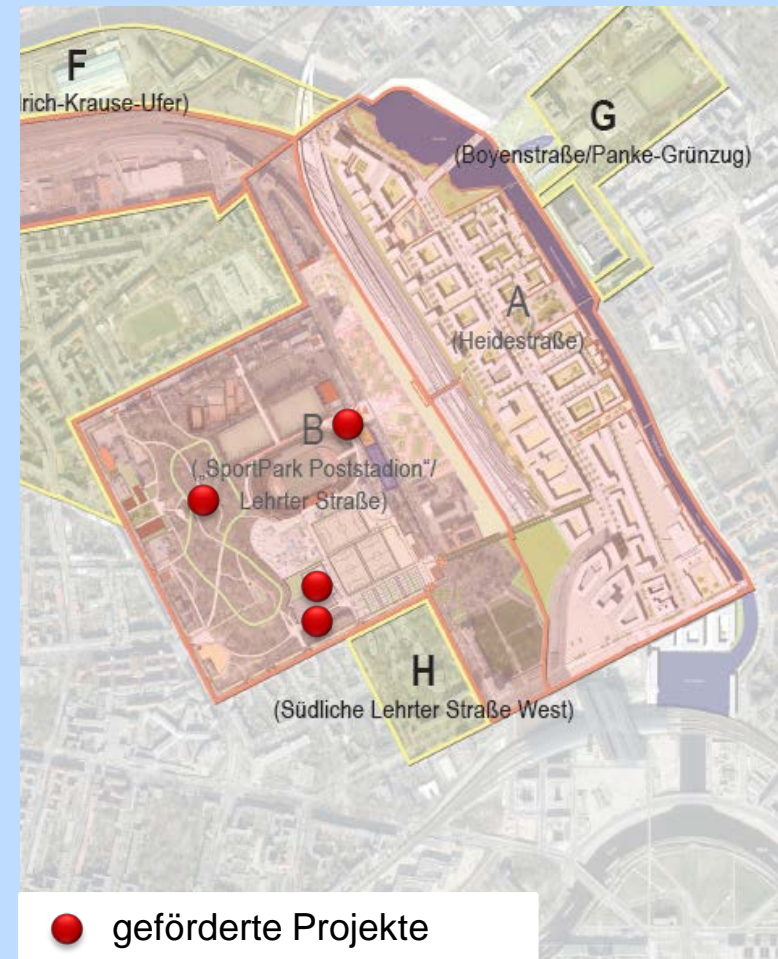 F
rich-Krause-Ufer)
G
(Boyenstraße/Panke-Grünzug)
A
(Heidestraße)
B
(„SportPark Poststadion“/
Lehrter Straße)
H
(Südliche Lehrter Straße West)
geförderte Projekte